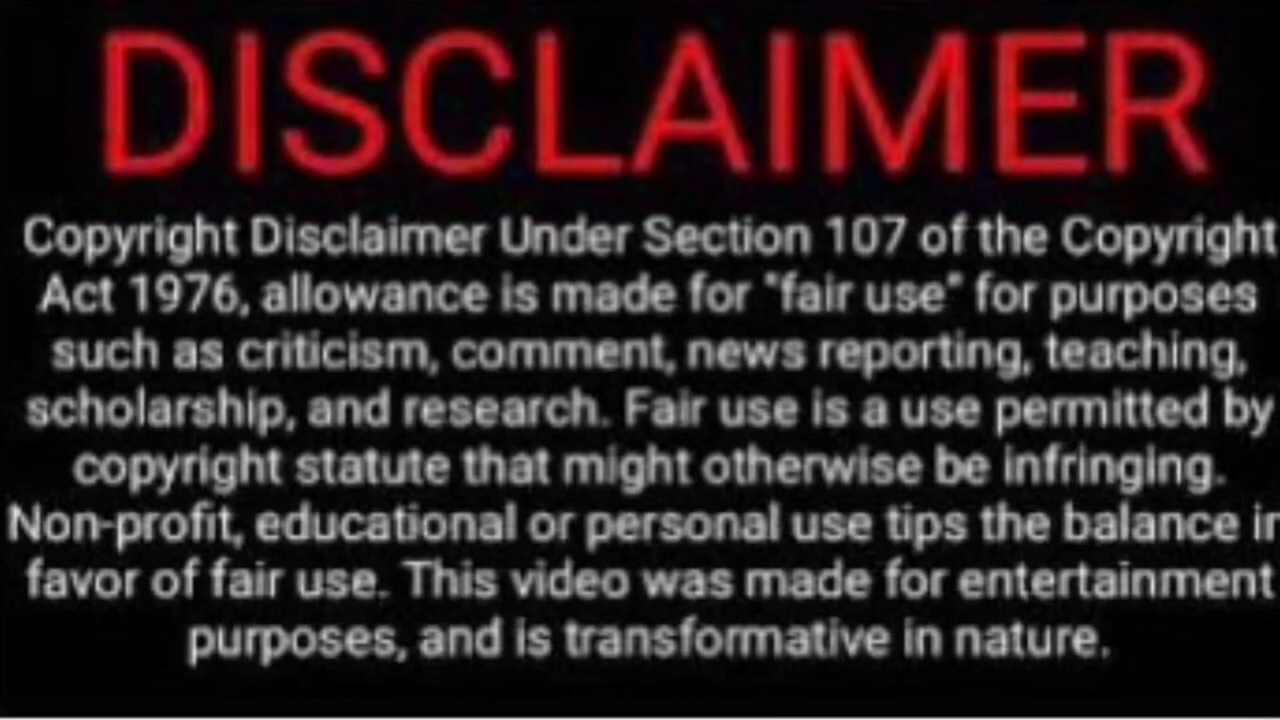 DISCLAIMER
Copyright Disclaimer Under Section 107 of the Copyright
Act 1976, allowance is made for "fair use" for purposes
such as criticism, comment, news reporting, teaching,
scholarship, and research. Fair use is a use permitted by
copyright statute that might otherwise be infringing.
Non-profit, educational or personal use tips the balance in
favor of fair use. This video was made for entertainment
purposes, and is transformative in nature.